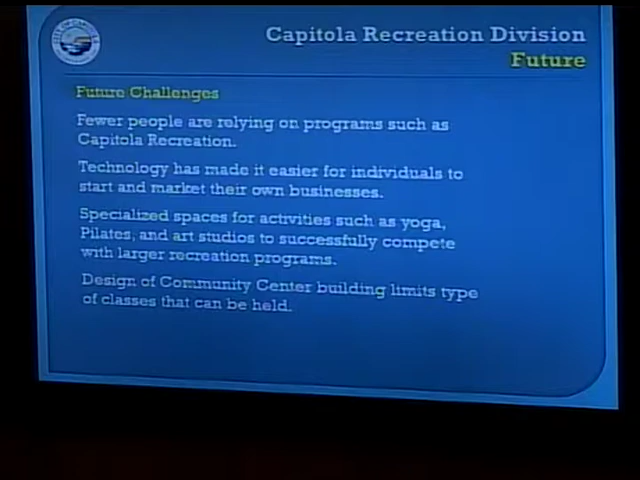 Capitola Recreation Division
Future
Future Challenges
Fewer people are relying on programs such as
Capitola Recreation.
Technology has made it easier for individuals to
start and market their own businesses.
Specialized spaces for activities such as yoga,
Pilates, and art studios to successfully compete
with larger recreation programs.
Design of Community Center building limits type
of classes that can be held.